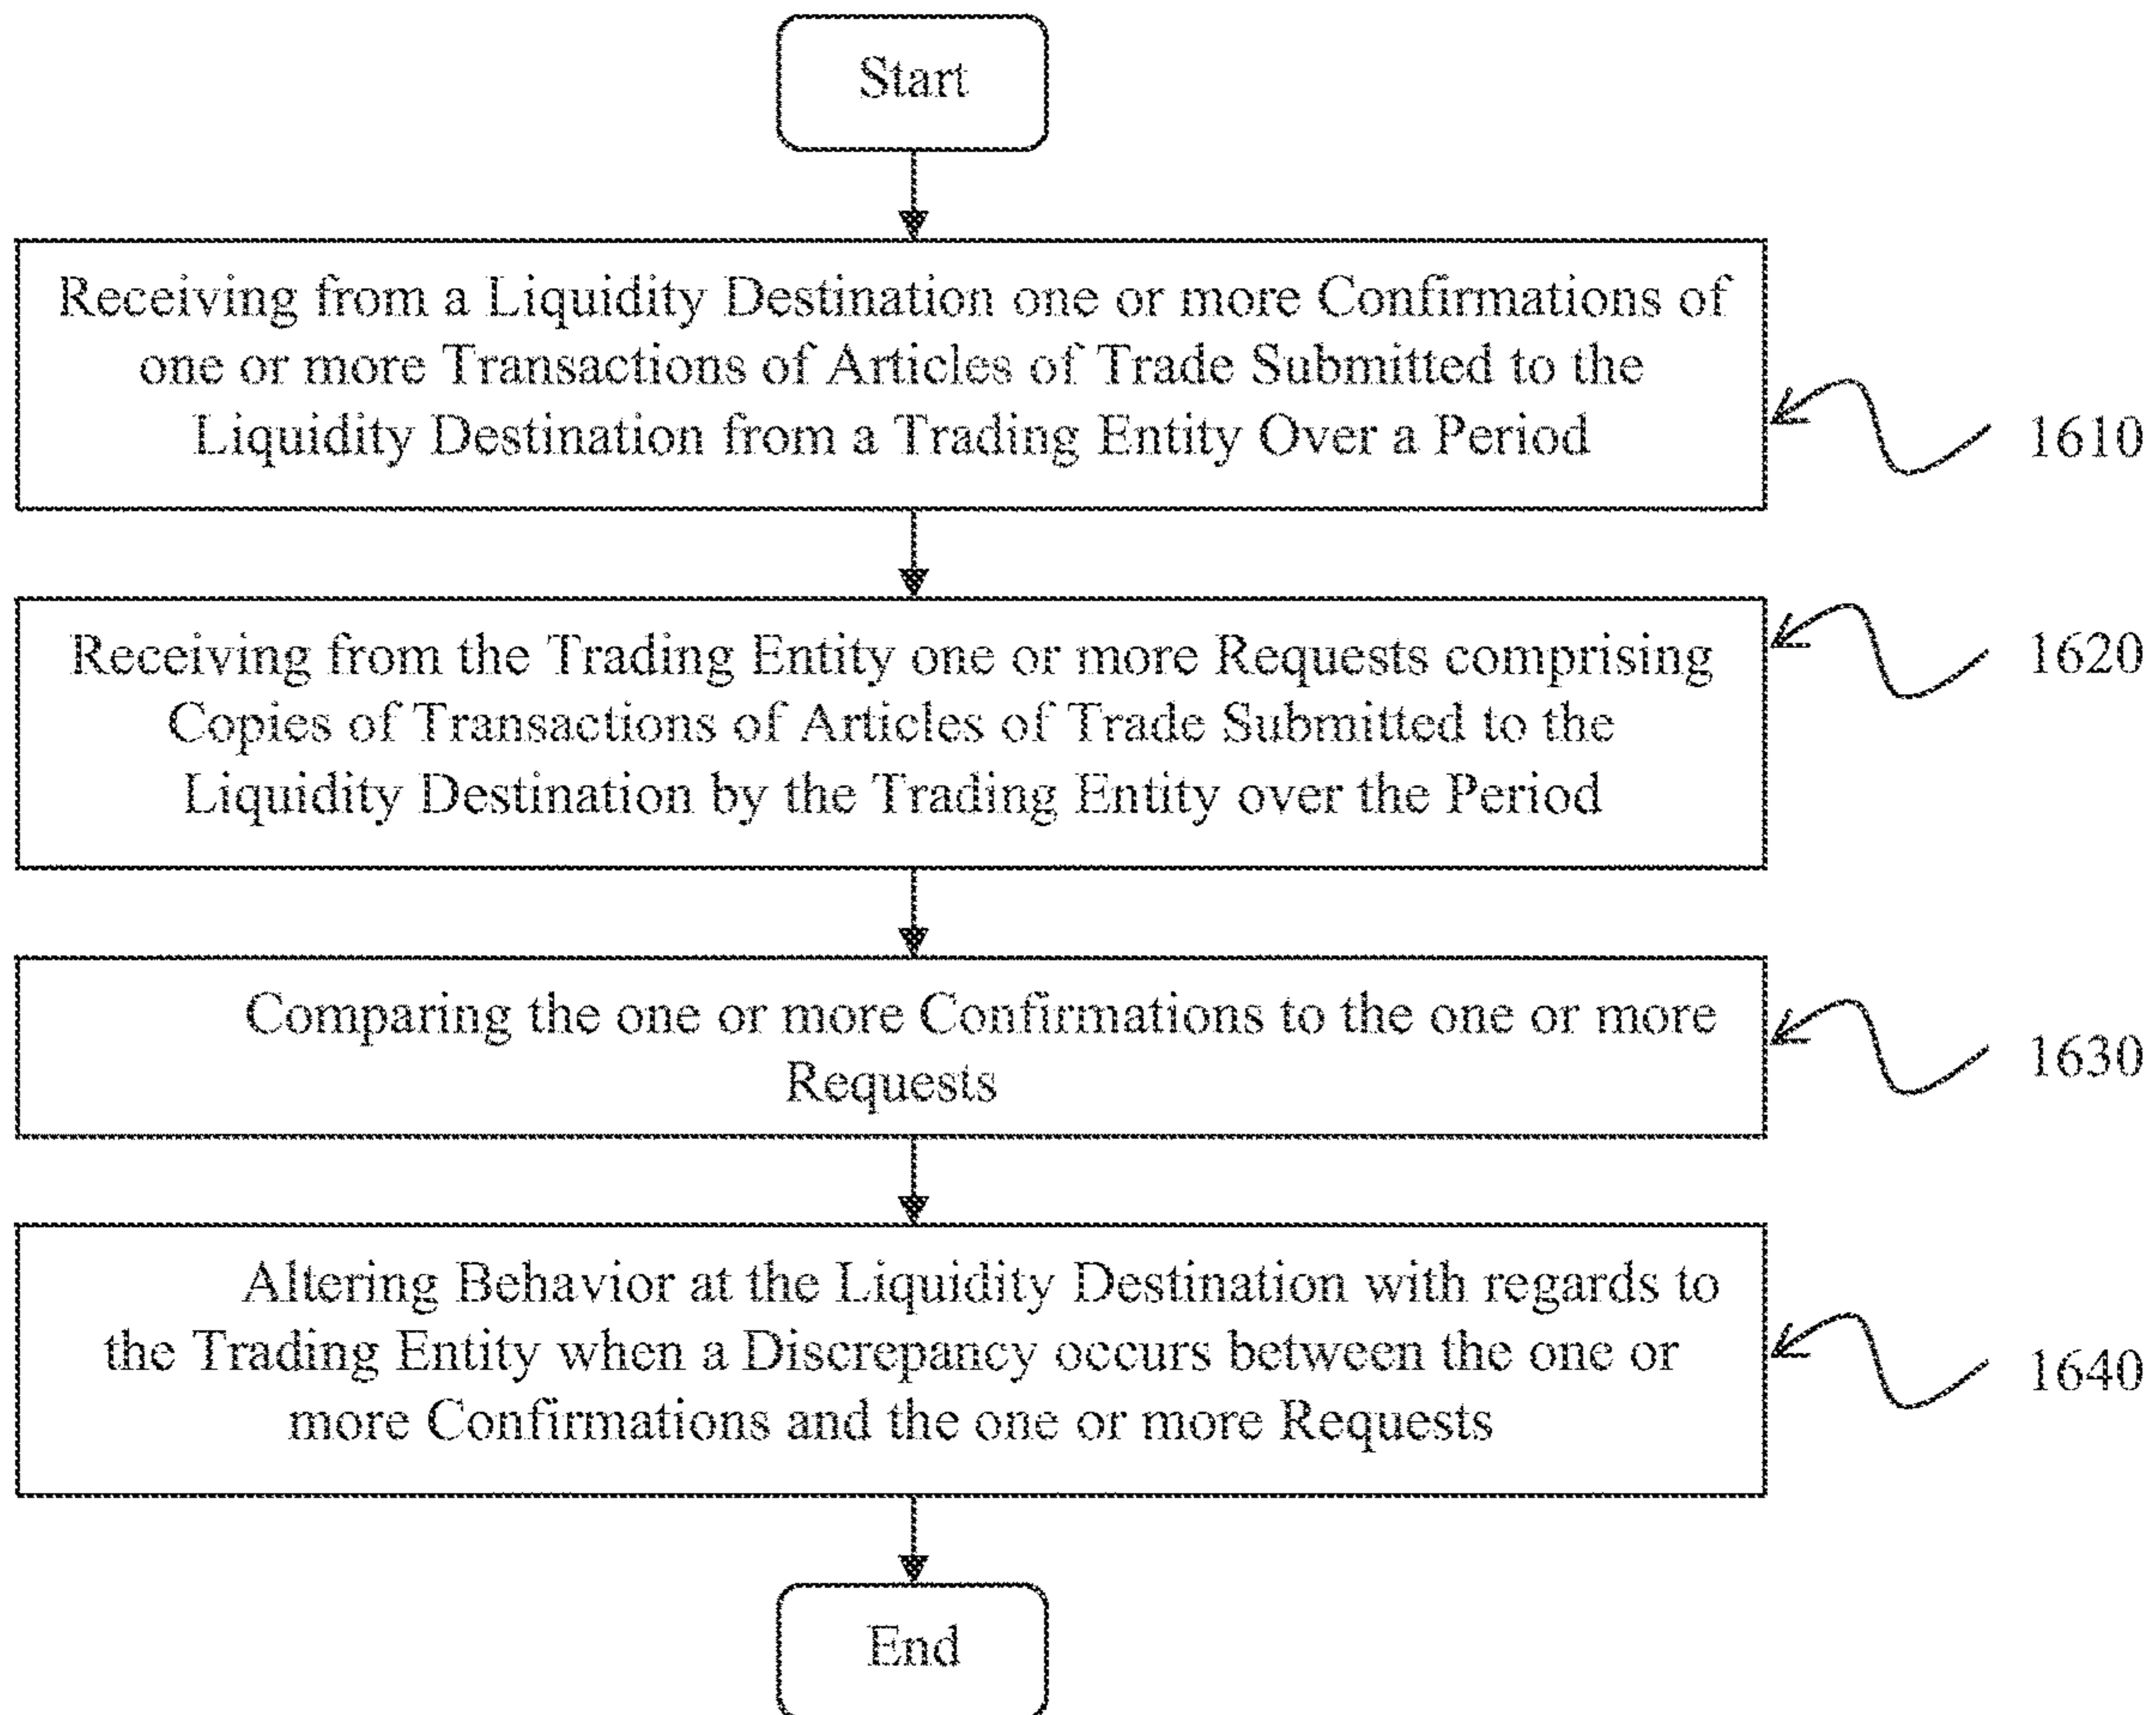 Start
Receiving from a Liquidity Destination one or more Confirmations of
one or more Transactions of Articles of Trade Submitted to the
Liquidity Destination from a Trading Entity Over a Period
1610
Receiving from the Trading Entity one or more Requests comprising
Copies of Transactions of Articles of Trade Submitted to the
Liquidity Destination by the Trading Entity over the Period
1620
Comparing the one or more Confirmations to the one or more
Requests
1630
Altering Behavior at the Liquidity Destination with regards to
the Trading Entity when a Discrepancy occurs between the one or
more Confirmations and the one or more Requests
1640
End